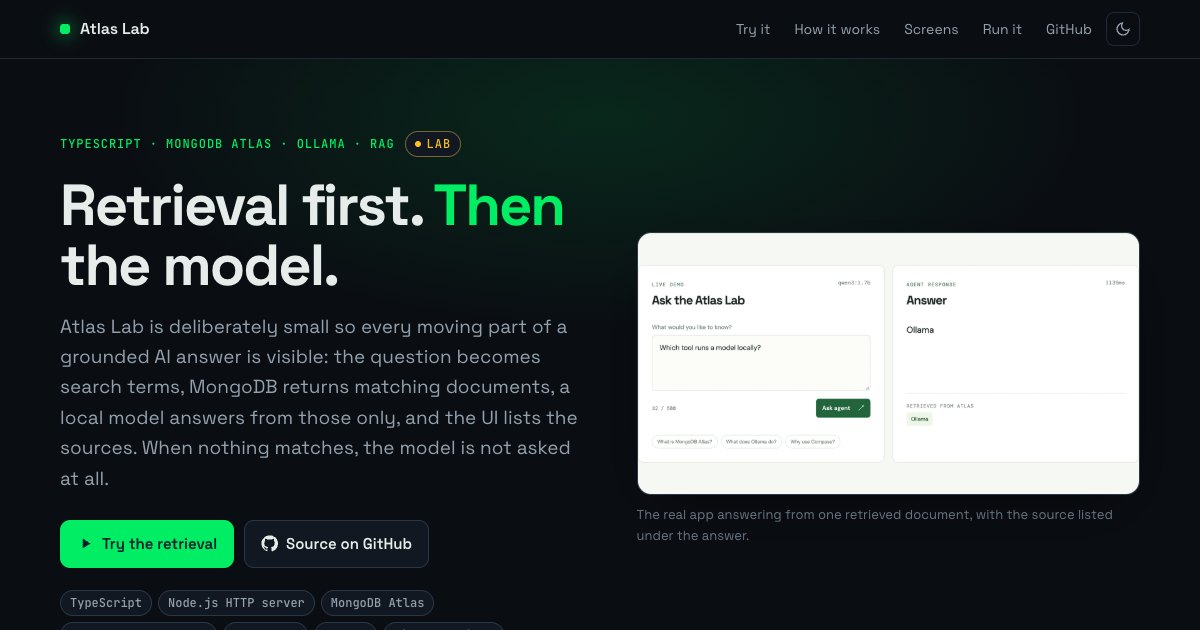 Atlas Lab
Try it
How it works
Screens
Run it
GitHub
TYPESCRIPT · MONGODB ATLAS · OLLAMA · RAG
LAB
Retrieval first. Then
the model.
Atlas Lab is deliberately small so every moving part of a
grounded AI answer is visible: the question becomes
search terms, MongoDB returns matching documents, a
local model answers from those only, and the UI lists the
sources. When nothing matches, the model is not asked
at all.
Try the retrieval
Source on GitHub
TypeScript
Node.js HTTP server
MongoDB Atlas
LIVE DEMO
qwen3:1.7b
Ask the Atlas Lab
What would you like to know?
Which tool runs a model locally?
32 / 500
Ask agent
What is MongoDB Atlas?
What does Ollama do?
Why use Compass?
AGENT RESPONSE
Answer
Ollama
RETRIEVED FROM ATLAS
Ollama
The real app answering from one retrieved document, with the source listed
under the answer.